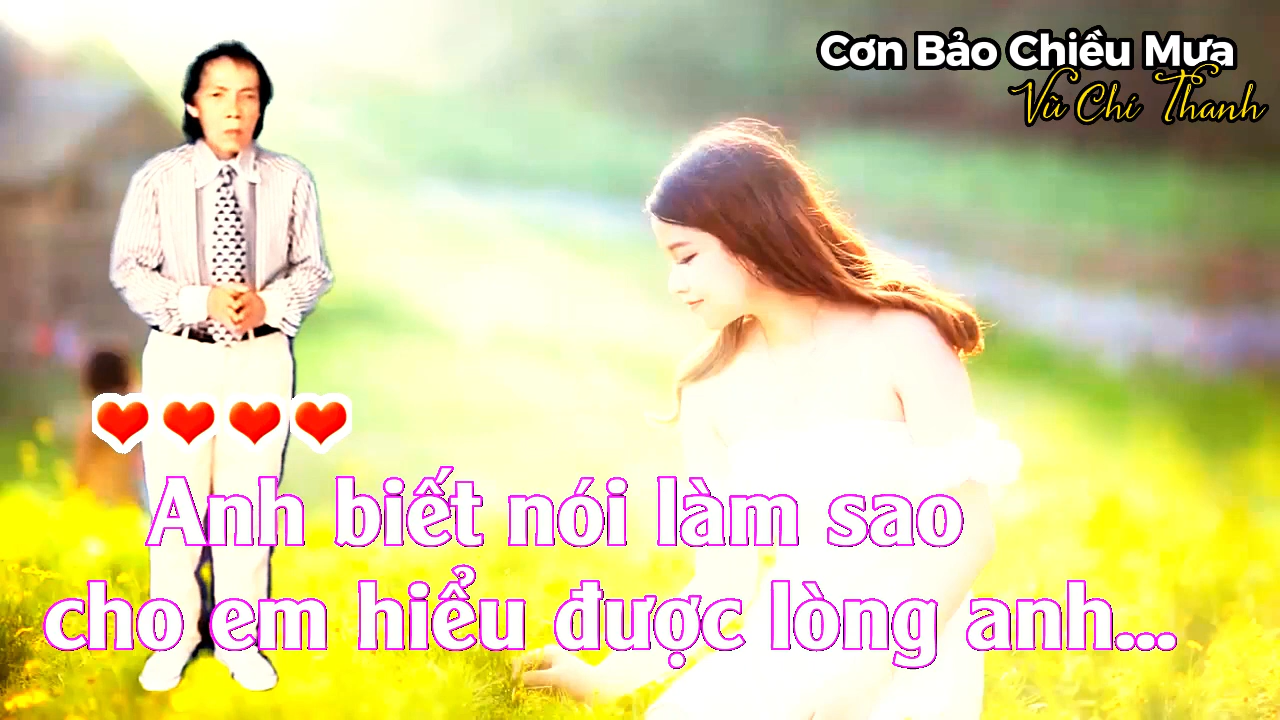 Cơn Bảo Chiều Mưa
Vũ Chí Thanh
Anh biết nói làm sao
cho em hiểu được lòng anh...